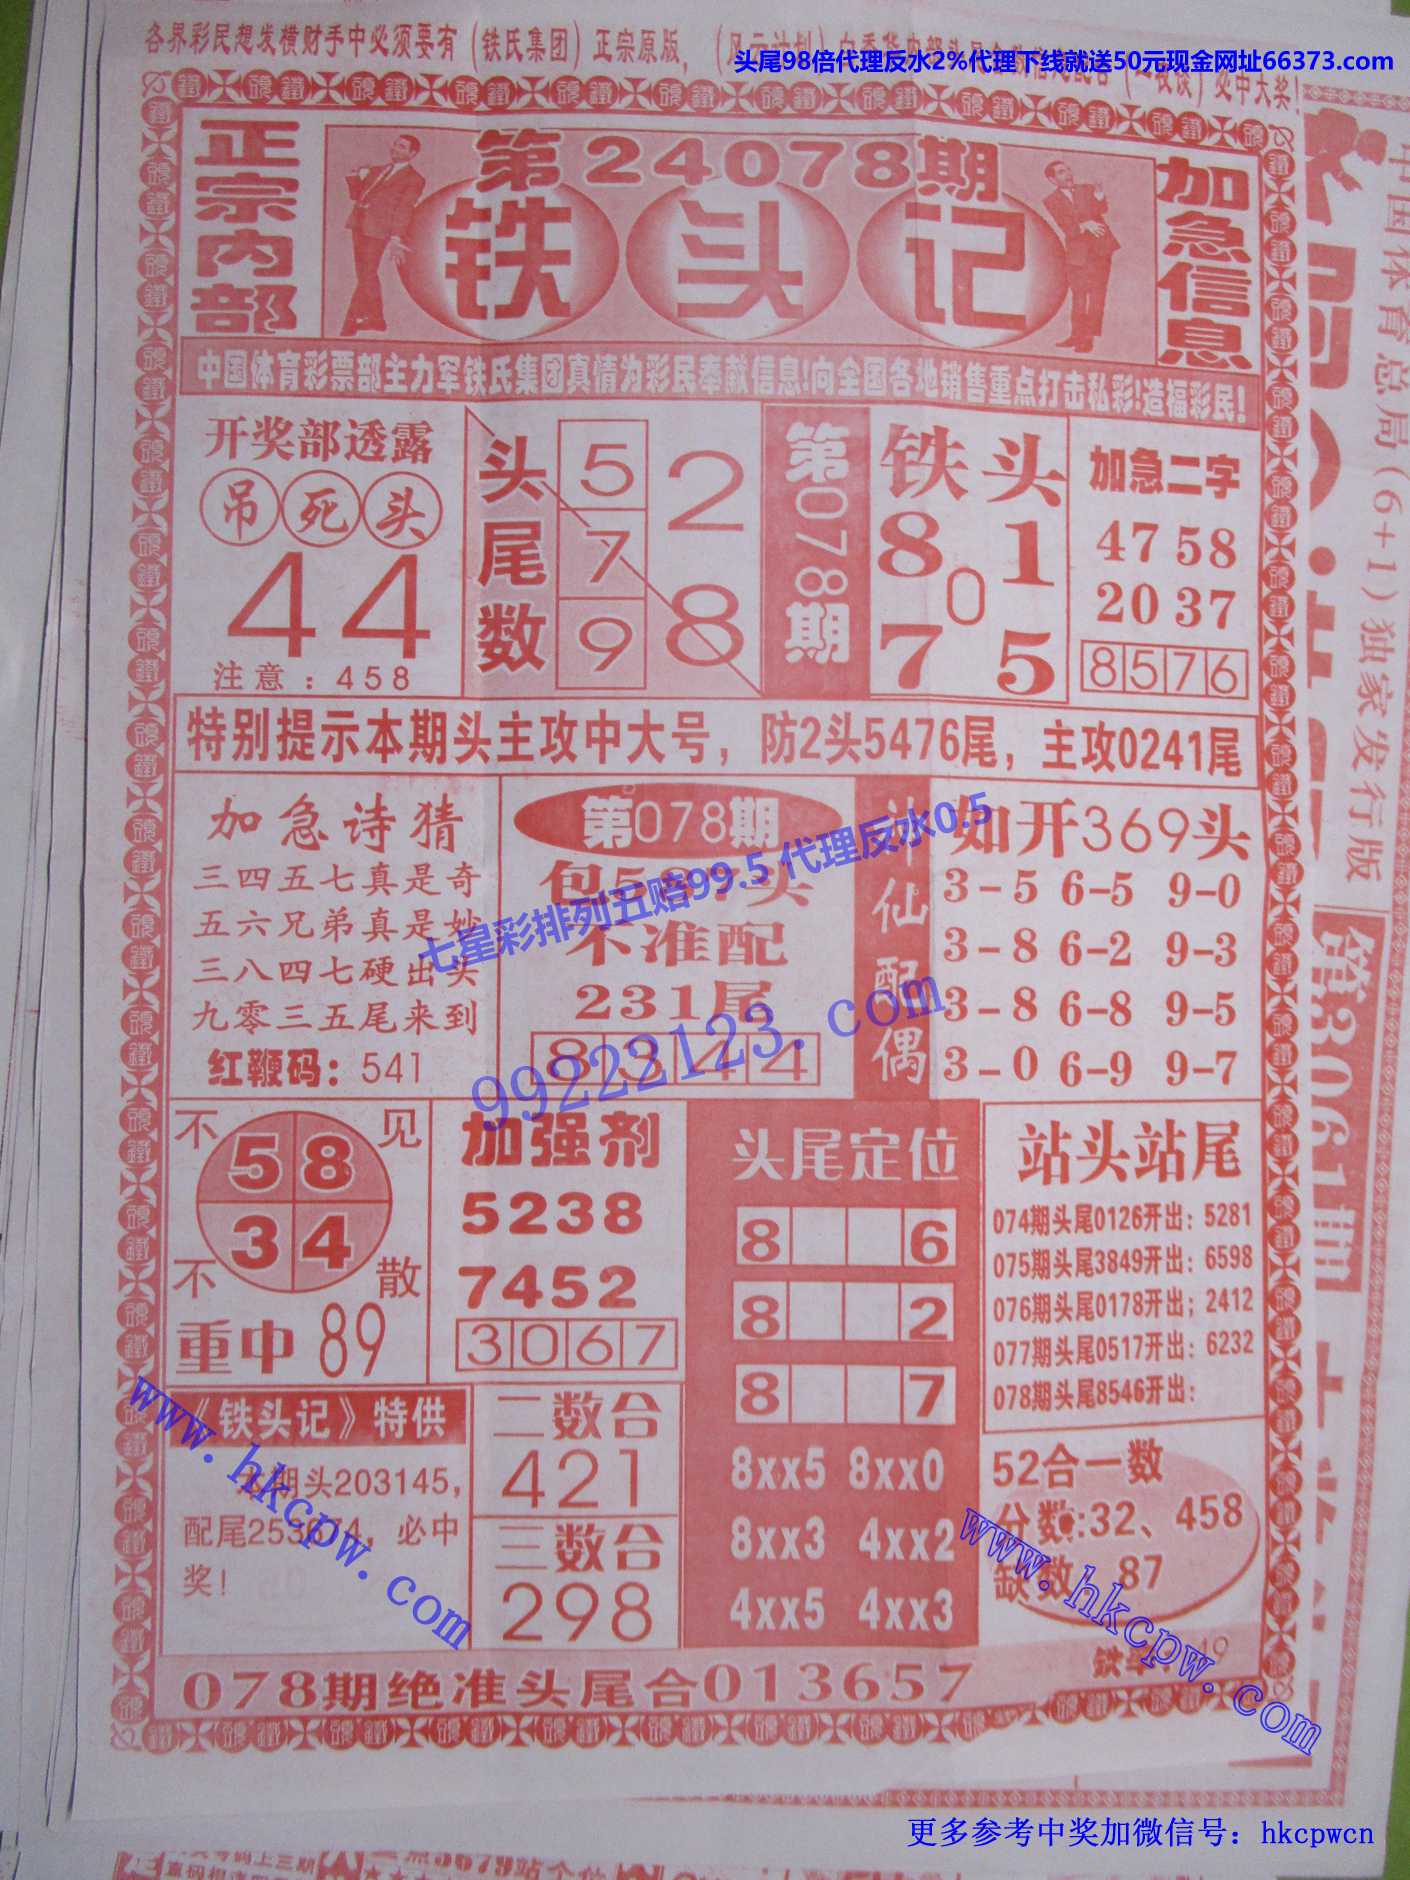 各界彩民想发横财手中必须要有(铁氏集团)正宗原版,
必中大奖!
头尾98倍代理反水2%代理下线就送50元现金网址66373.com
正宗内部
第24078期
铁头记
加急信息
中国体育彩票部主力军铁氏集团真情为彩民奉献信息!向全国各地销售重点打击私彩!造福彩民!
开奖部透露
吊死头
44
注意:458
头尾数
5
7
9
2
8
第078期
铁头
8 1
0
7 5
加急二字
47 58
20 37
8576
特别提示本期头主攻中大号,防2头5476尾,主攻0241尾
加急诗猜
三四五七真是奇
五六兄弟真是妙
三八四七硬出头
九零三五尾来到
红鞭码:541
第078期
不准配
231尾
8344
七星彩排列五赔99.5 代理反水0.5
99222123.com
配偶
如开369头
3-5 6-5 9-0
3-8 6-2 9-3
3-8 6-8 9-5
3-0 6-9 9-7
不见
58
34
不散
重中89
加强剂
5238
7452
3067
头尾定位
8 6
8 2
8 7
8xx5 8xx0
8xx3 4xx2
4xx5 4xx3
站头站尾
074期头尾0126开出:5281
075期头尾3849开出:6598
076期头尾0178开出;2412
077期头尾0517开出:6232
078期头尾8546开出:
《铁头记》特供
期头203145,
必中
奖!
二数合
421
三数合
298
52合一数
分数:32、458
87
078期绝准头尾合013657
www.hkcpw.com
www.hkcpw.com
中国体育总局(6+1)独家发行版
更多参考中奖加微信号:hkcpwcn